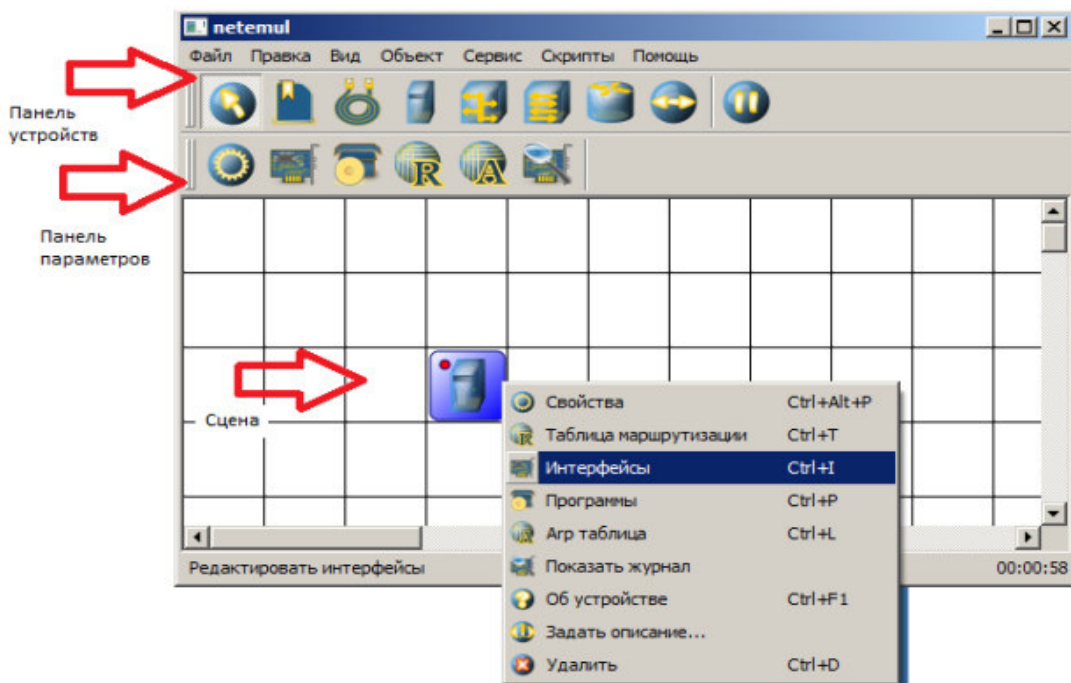 netemul
Файл Правка Вид Объект Сервис Скрипты Помощь
Панель
устройств
R A
Панель
параметров
Сцена
Свойства Ctrl+Alt+P
Таблица маршрутизации Ctrl+T
Интерфейсы Ctrl+I
Программы Ctrl+P
Arp таблица Ctrl+L
Показать журнал
Об устройстве Ctrl+F1
Задать описание...
Удалить Ctrl+D
Редактировать интерфейсы 00:00:58